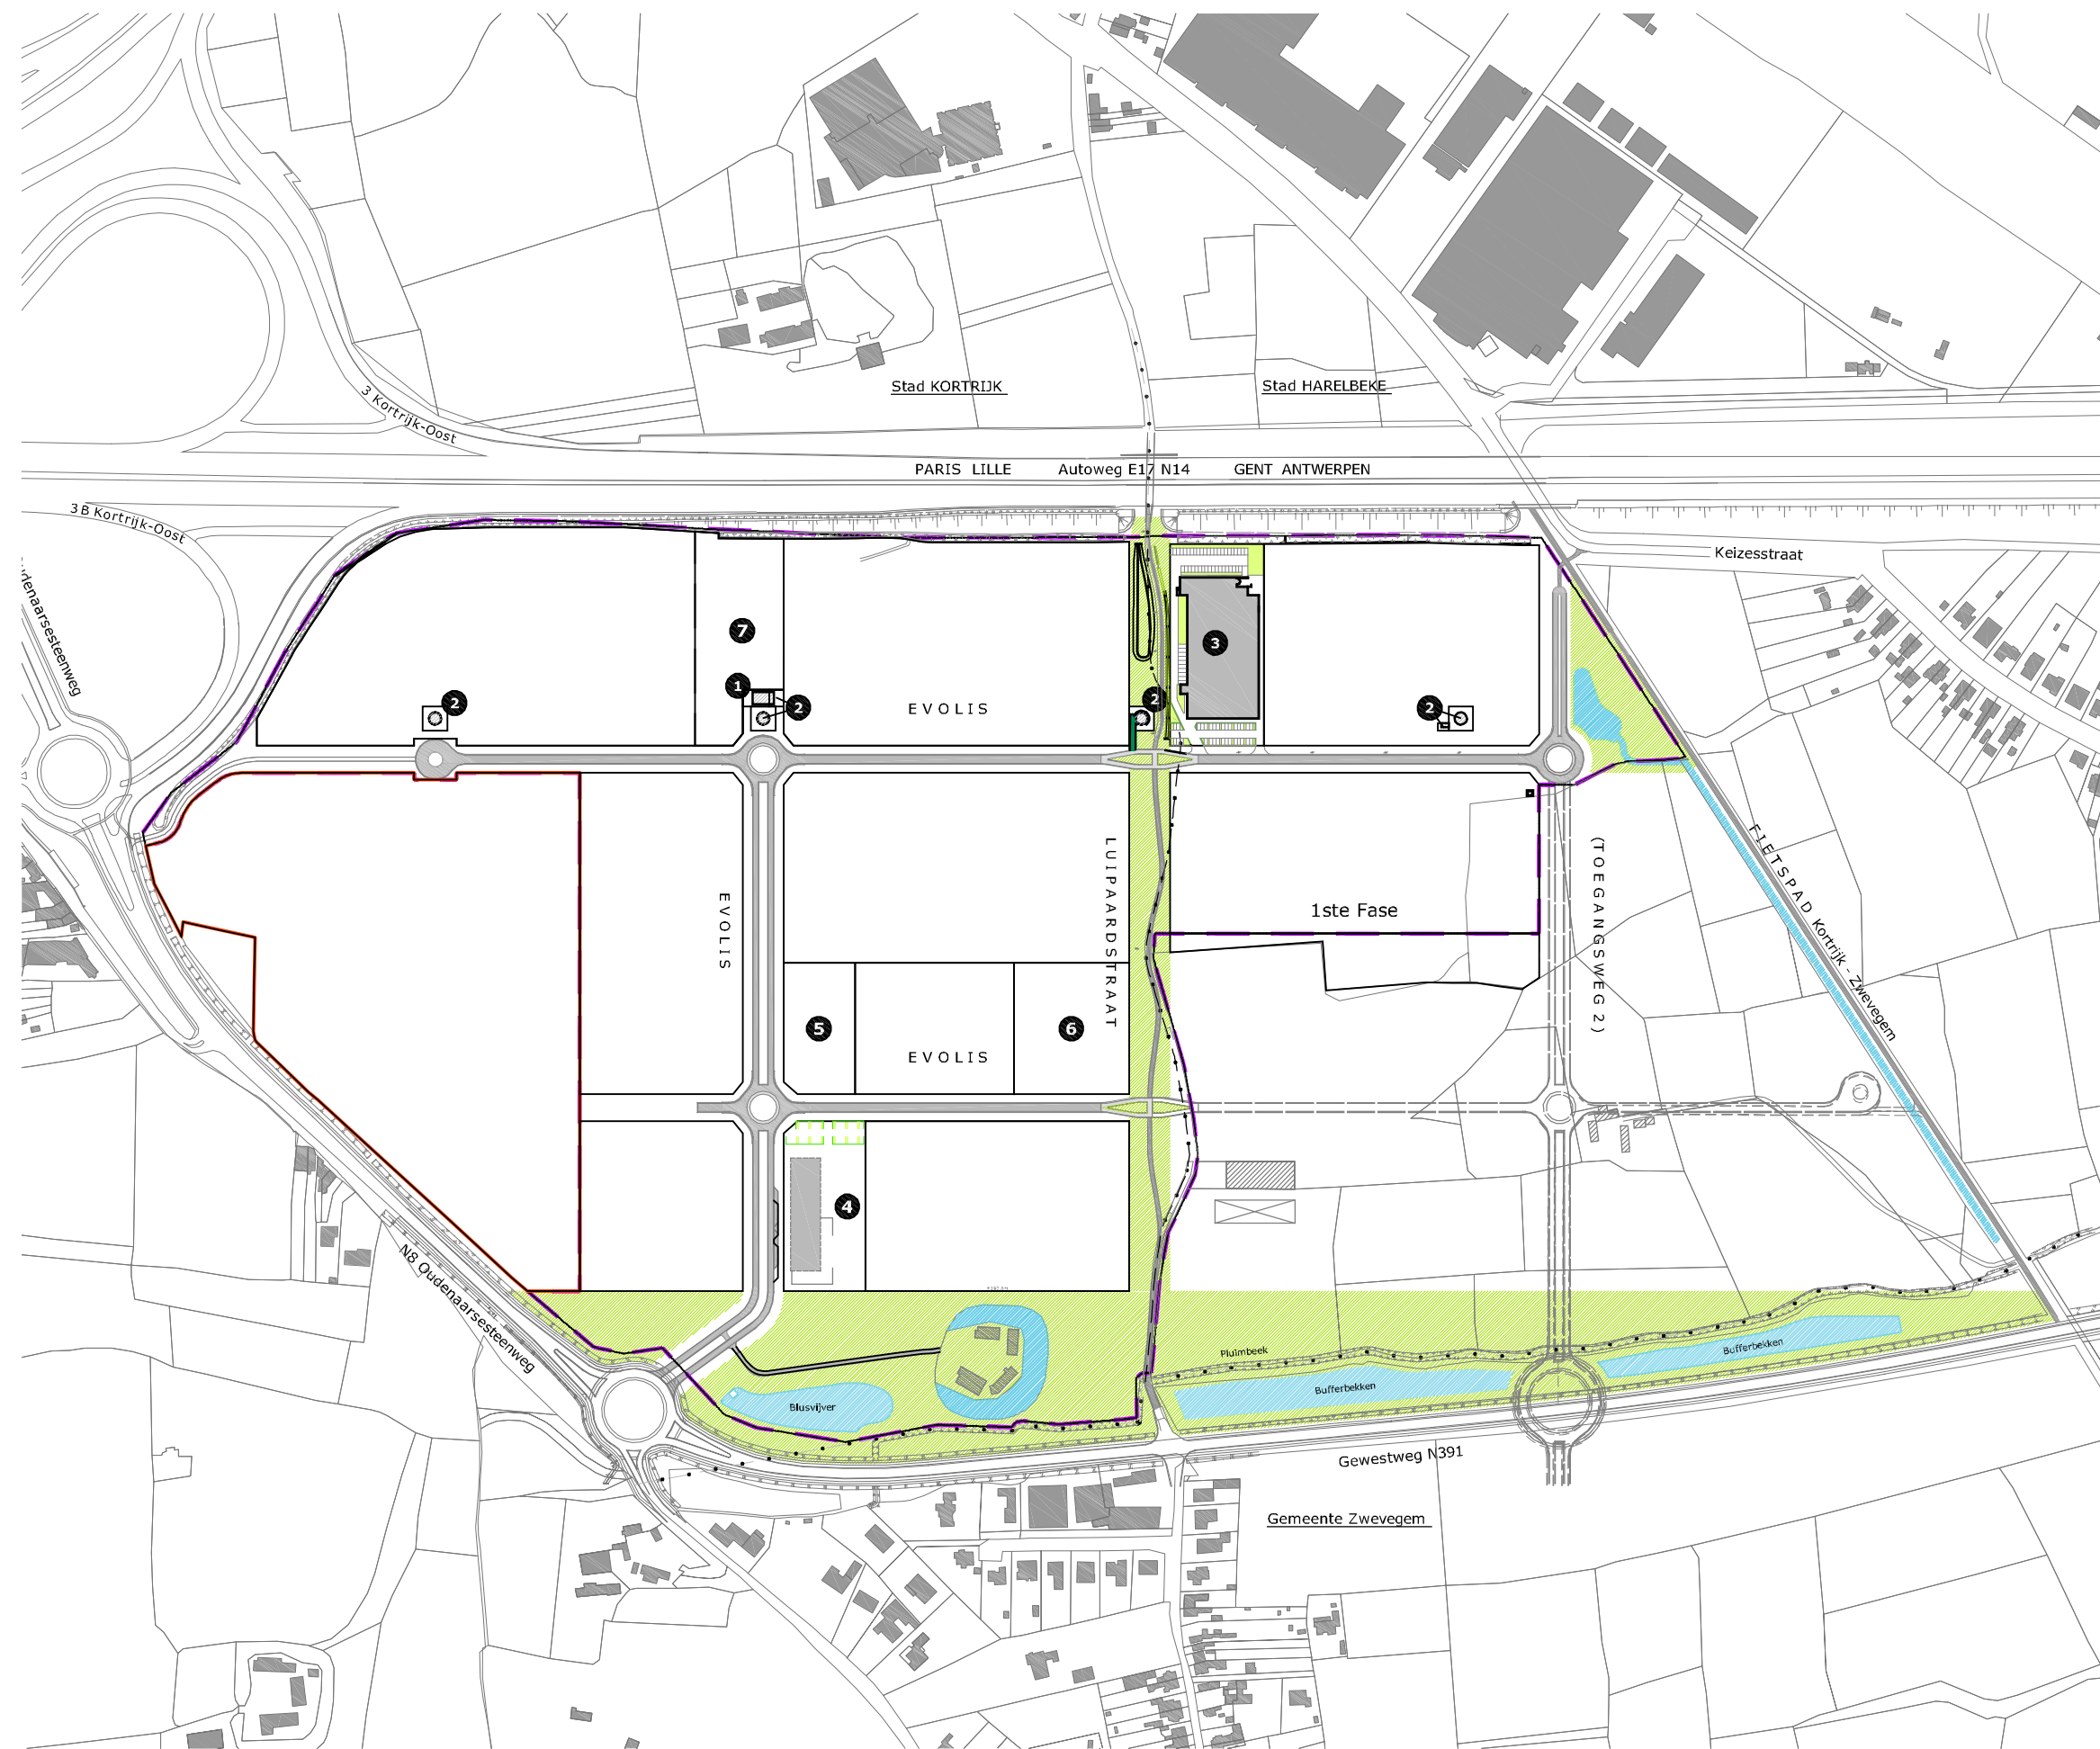 Stad KORTRIJK
Stad HARELBEKE
3 Kortrijk-Oost
PARIS LILLE
Autoweg E17 N14
GENT ANTWERPEN
3B Kortrijk-Oost
Keizesstraat
udenaarsesteenweg
7
3
1
2
2
2
2
EVOLIS
EVOLIS
LUIPAARDSTRAAT
1ste Fase
(TOEGANGSWEG 2)
FIETSPAD Kortrijk - Zwevegem
5
6
EVOLIS
4
N8 Oudenaarsesteenweg
Pluimbeek
Bufferbekken
Bufferbekken
Blusvijver
Gewestweg N391
Gemeente Zwevegem